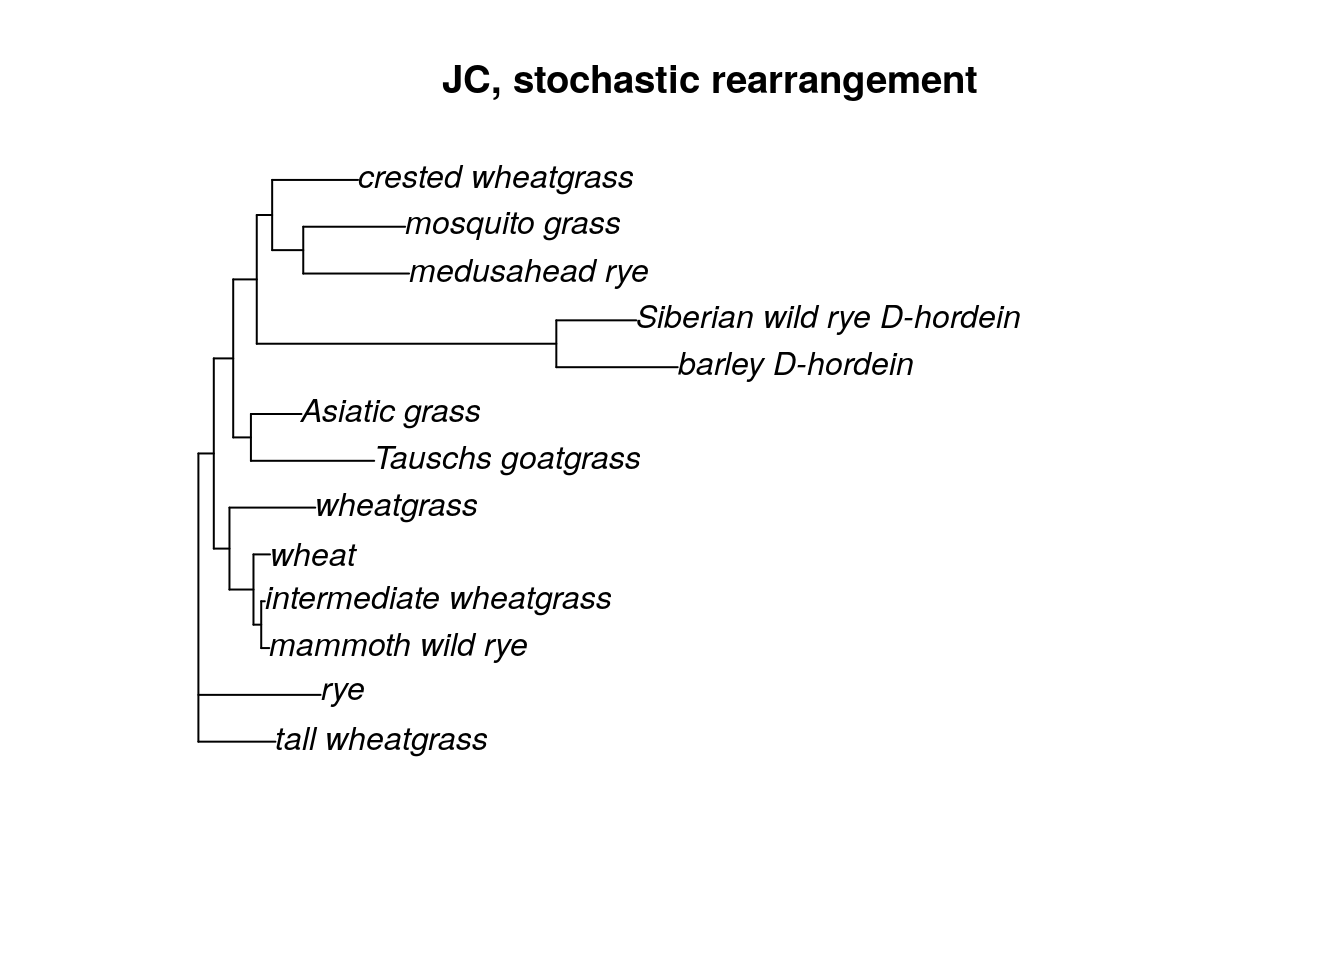 JC, stochastic rearrangement
crested wheatgrass
mosquito grass
medusahead rye
Siberian wild rye D-hordein
barley D-hordein
Asiatic grass
Tauschs goatgrass
wheatgrass
wheat
intermediate wheatgrass
mammoth wild rye
rye
tall wheatgrass